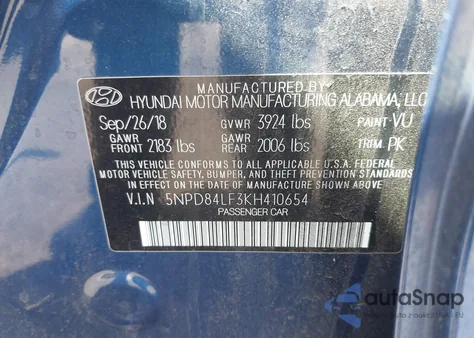 MANUFACTURED BY
HYUNDAI MOTOR MANUFACTURING ALABAMA, LLC
Sep/26/18 GVWR 3924 lbs PAINT: VU
GAWR FRONT 2183 lbs GAWR REAR 2006 lbs TRIM: PK
THIS VEHICLE CONFORMS TO ALL APPLICABLE U.S.A. FEDERAL
MOTOR VEHICLE SAFETY, BUMPER, AND THEFT PREVENTION STANDARDS
IN EFFECT ON THE DATE OF MANUFACTURE SHOWN ABOVE.
V.I.N 5NPD84LF3KH410654
PASSENGER CAR
autoSnap